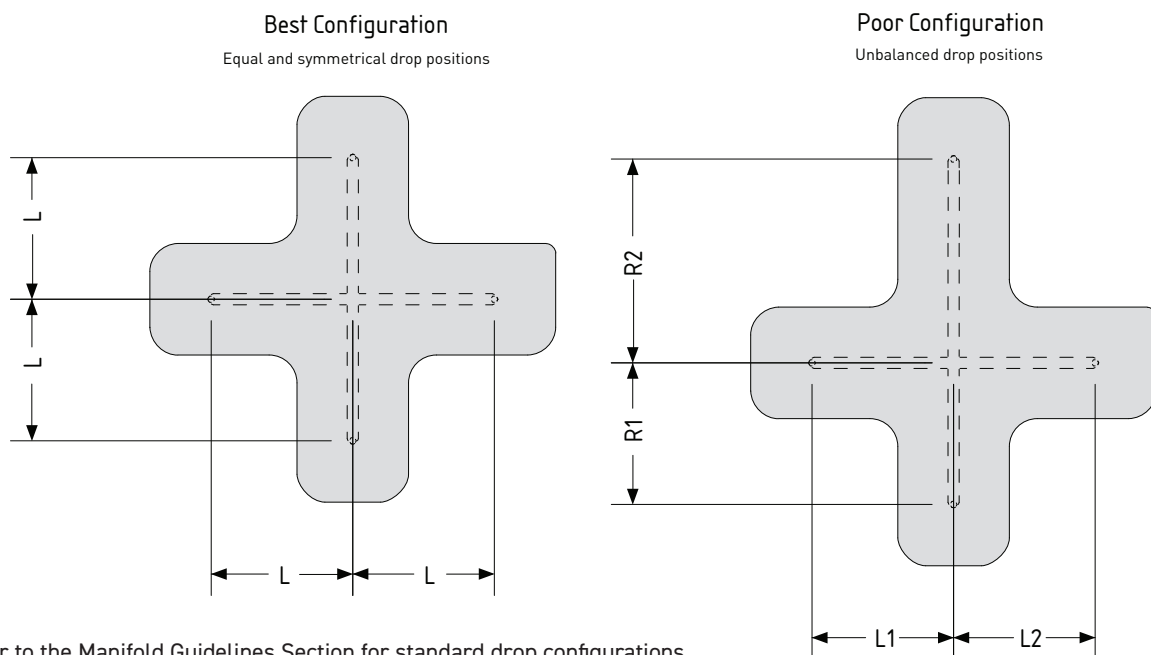 Best Configuration
Equal and symmetrical drop positions
L
L
L
L
Poor Configuration
Unbalanced drop positions
R2
R1
L1
L2
to the Manifold Guidelines Section for standard drop configurations